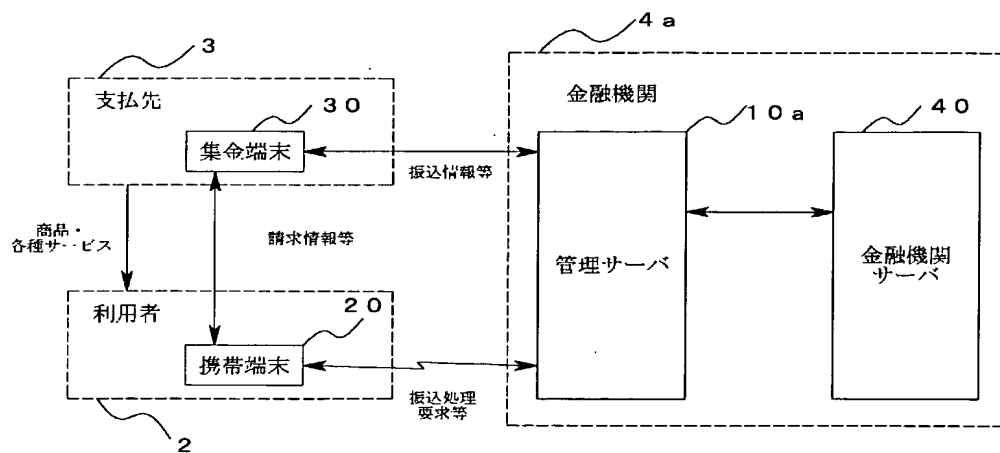 3
支払先
30
集金端末
4a
金融機関
10a
40
振込情報等
商品・
各種サービス
請求情報等
管理サーバ
金融機関
サーバ
利用者
20
携帯端末
振込処理
要求等
2